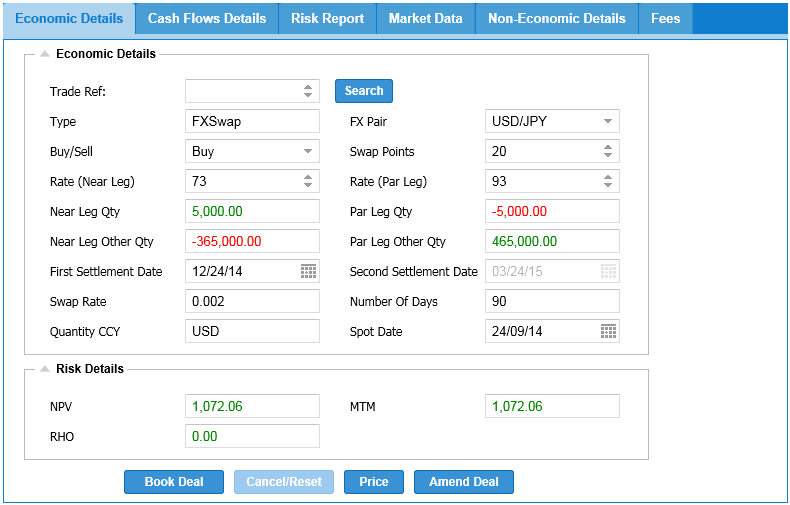 Economic Details Cash Flows Details Risk Report Market Data Non-Economic Details Fees
Economic Details
Trade Ref: Search
Type FXSwap FX Pair USD/JPY
Buy/Sell Buy Swap Points 20
Rate (Near Leg) 73 Rate (Par Leg) 93
Near Leg Qty 5,000.00 Par Leg Qty -5,000.00
Near Leg Other Qty -365,000.00 Par Leg Other Qty 465,000.00
First Settlement Date 12/24/14 Second Settlement Date 03/24/15
Swap Rate 0.002 Number Of Days 90
Quantity CCY USD Spot Date 24/09/14
Risk Details
NPV 1,072.06 MTM 1,072.06
RHO 0.00
Book Deal Cancel/Reset Price Amend Deal